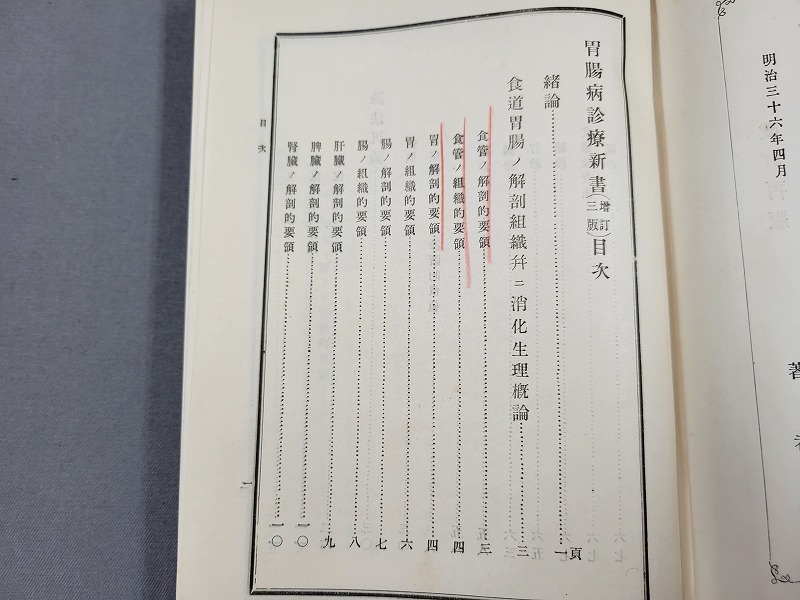 明治三十六年四月
著
胃腸病診療新書(増訂三版)目次
頁
緒論……一
食道胃腸ノ解剖組織幷ニ消化生理概論……三
食管ノ解剖的要領……三
食管ノ組織的要領……四
胃ノ解剖的要領……四
胃ノ組織的要領……六
腸ノ解剖的要領……七
腸ノ組織的要領……八
肝臓ノ解剖的要領……九
脾臓ノ解剖的要領……一〇
腎臓ノ解剖的要領……一〇
目次
一